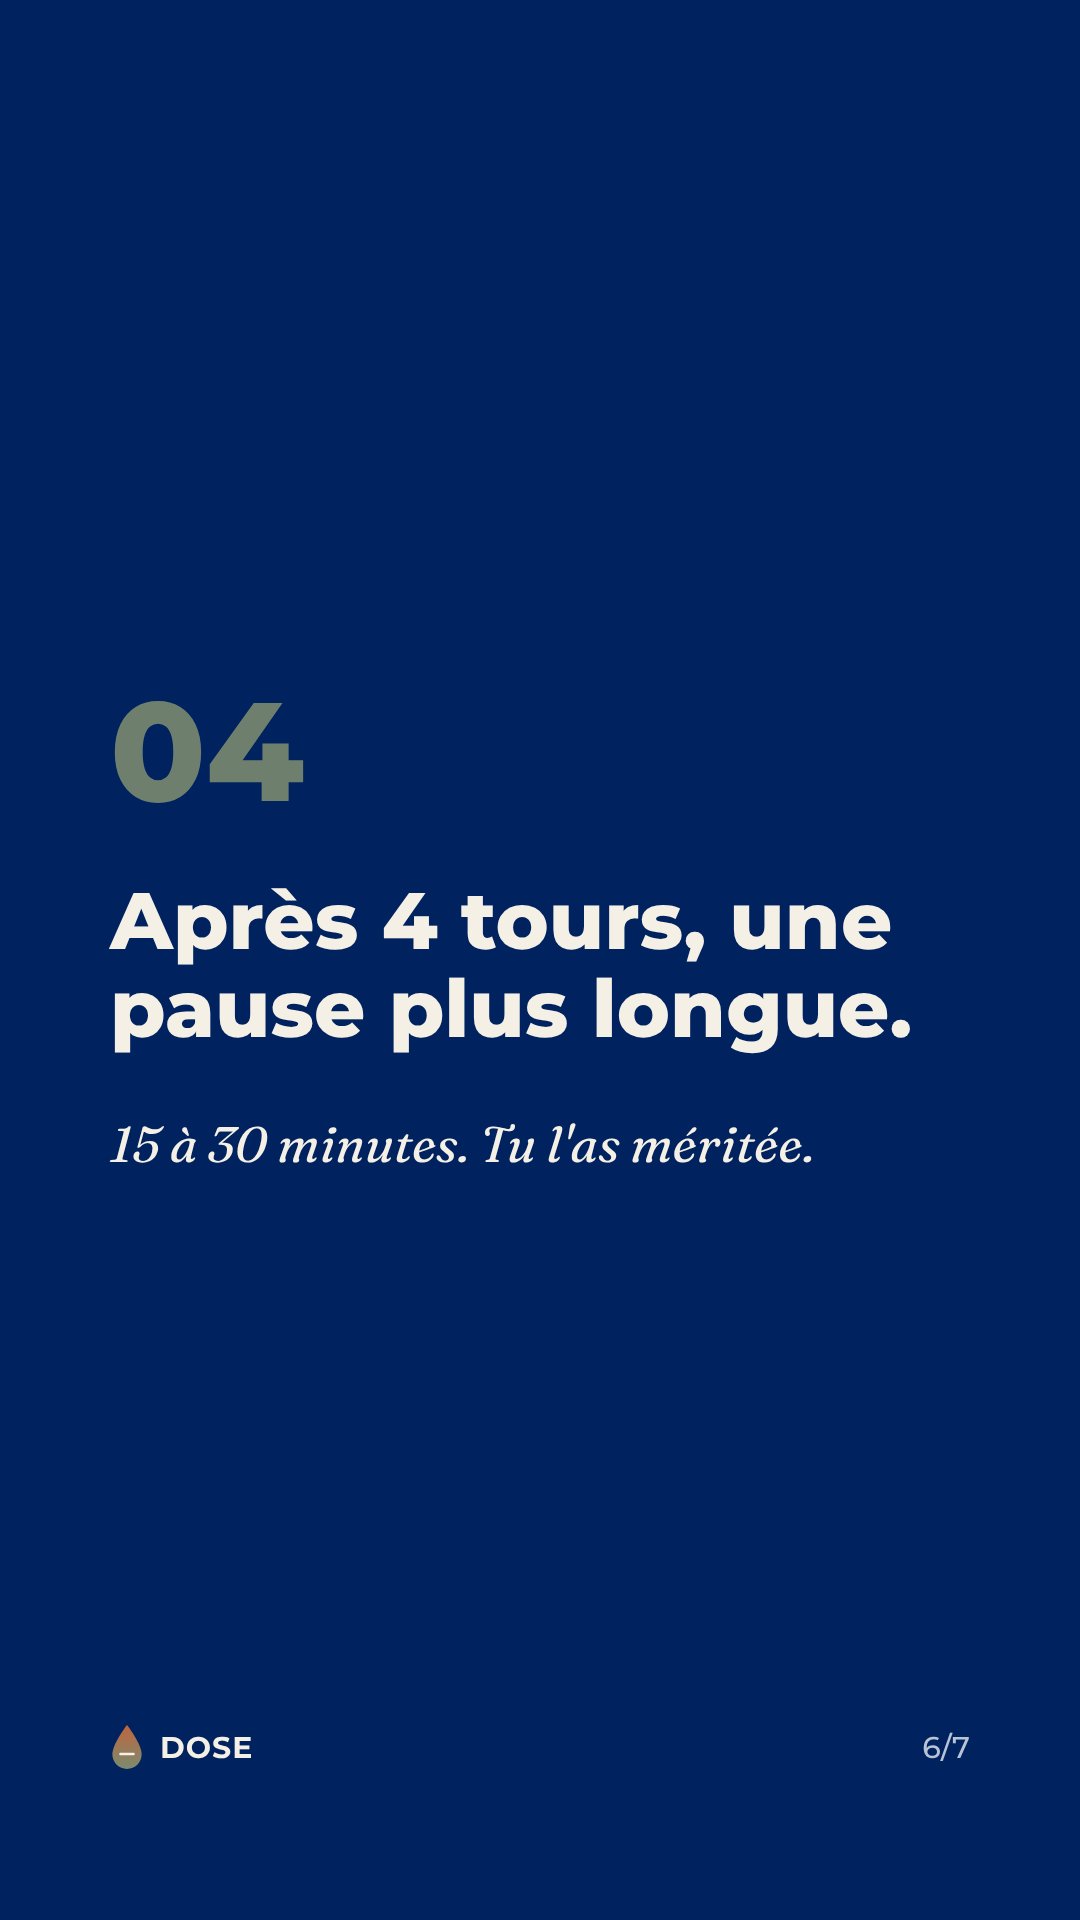 04
Après 4 tours, une
pause plus longue.
15 à 30 minutes. Tu l'as méritée.
DOSE
6/7